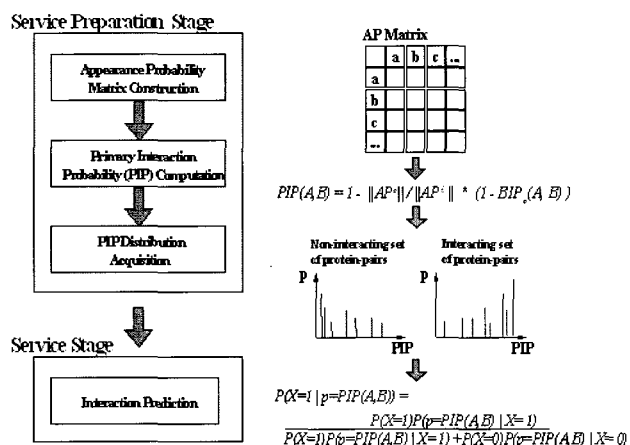 Service Preparation Stage
Appearance Probability
Matrix Construction
Primary Interaction
Probability (PIP) Computation
PIP Distribution
Acquisition
Service Stage
Interaction Prediction
AP Matrix
a b c ...
a
b
c
...
PIP(A,B) = 1 - ||AP || / ||AP || * (1 - BIP (A, B) )
Non-interacting set
of protein-pairs
Interacting set
of protein-pairs
P
PIP
P
PIP
P(X=1 | p=PIP(A,B)) =
P(X=1)P(p=PIP(A,B) | X=1)
P(X=1)P(p=PIP(A,B) | X=1) +P(X=0)P(p=PIP(A,B) | X=0)